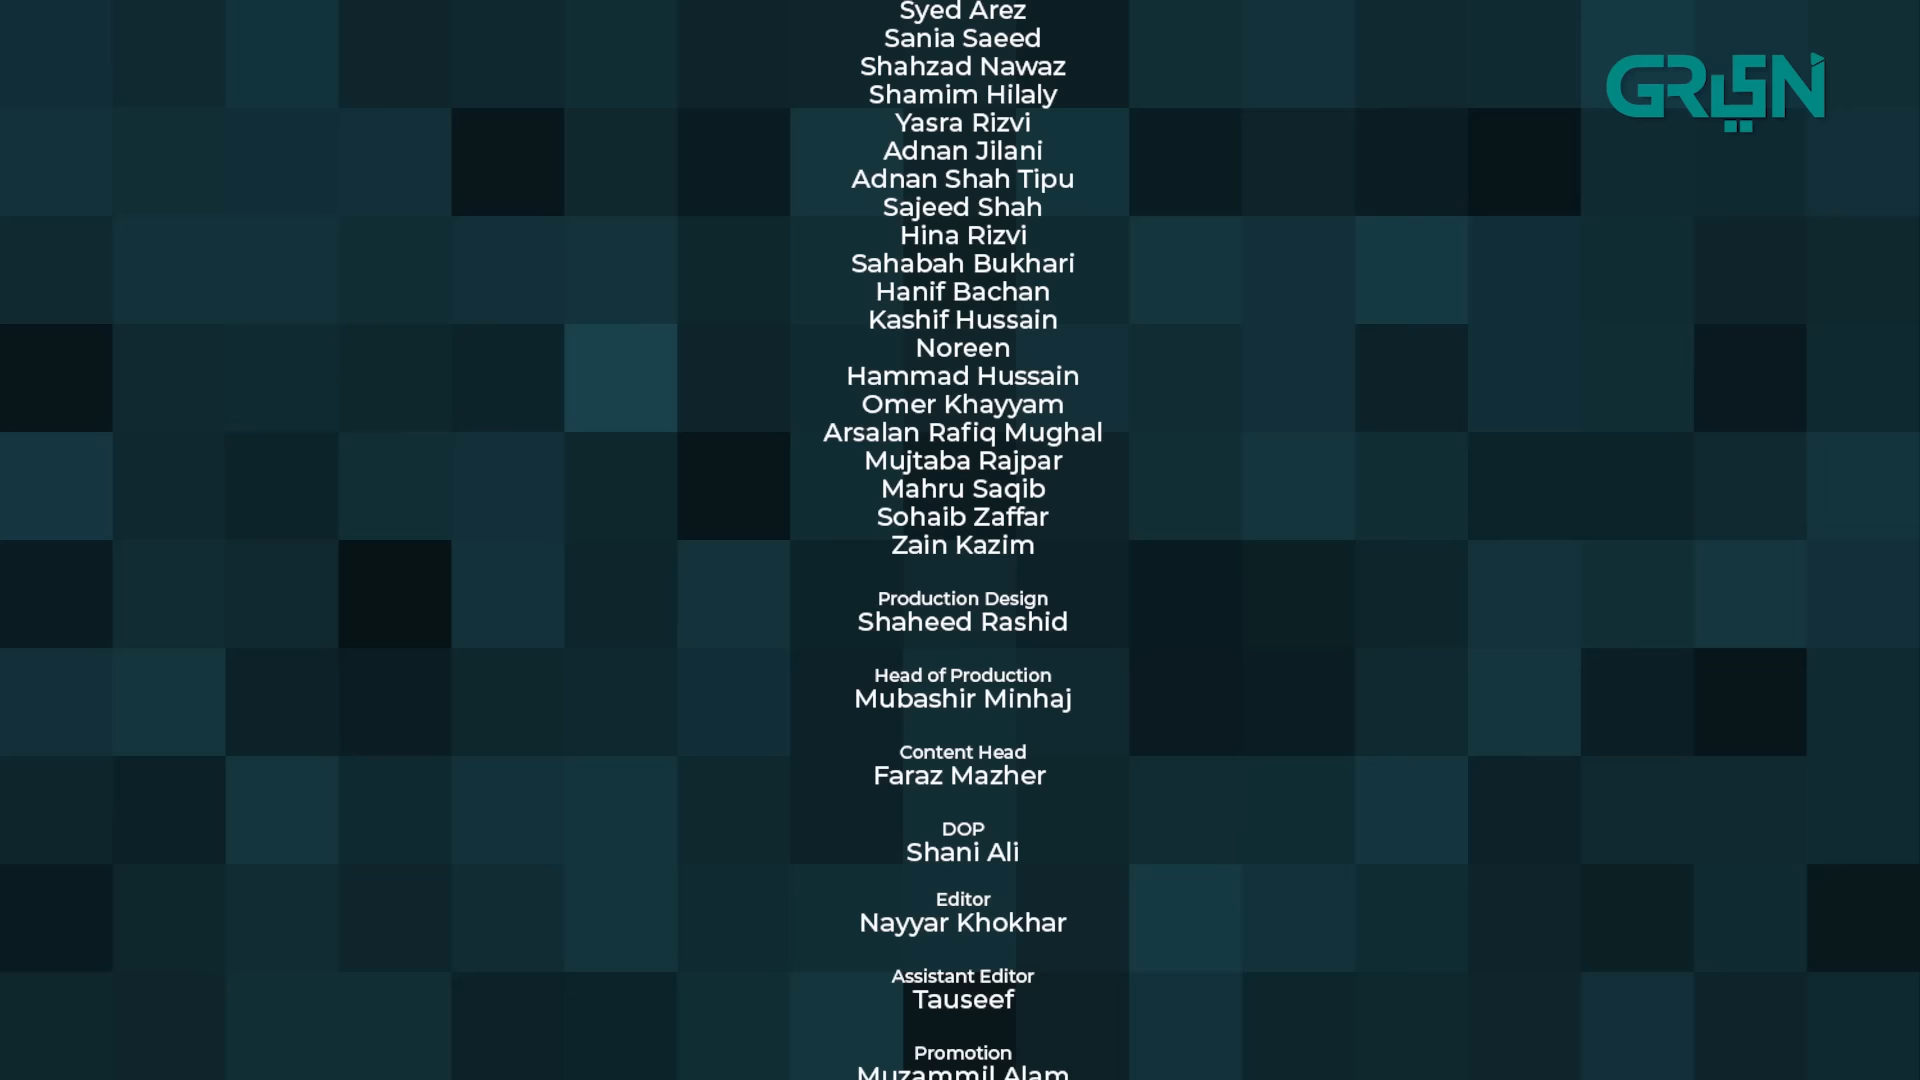 Syed Arez
Sania Saeed
Shahzad Nawaz
Shamim Hilaly
Yasra Rizvi
Adnan Jilani
Adnan Shah Tipu
Sajeed Shah
Hina Rizvi
Sahabah Bukhari
Hanif Bachan
Kashif Hussain
Noreen
Hammad Hussain
Omer Khayyam
Arsalan Rafiq Mughal
Mujtaba Rajpar
Mahru Saqib
Sohaib Zaffar
Zain Kazim
Production Design
Shaheed Rashid
Head of Production
Mubashir Minhaj
Content Head
Faraz Mazher
DOP
Shani Ali
Editor
Nayyar Khokhar
Assistant Editor
Tauseef
Promotion
Muzammil Alam
GREEN